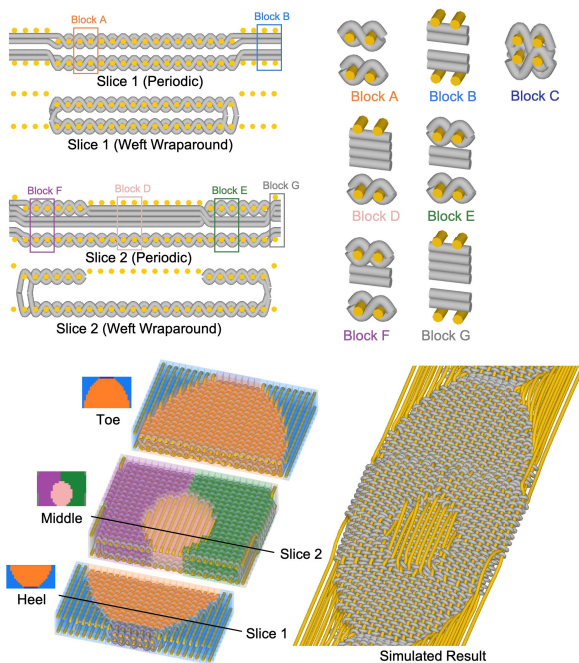 Block A
Block B
Slice 1 (Periodic)
Slice 1 (Weft Wraparound)
Block F
Block D
Block E
Block G
Slice 2 (Periodic)
Slice 2 (Weft Wraparound)
Block A
Block B
Block C
Block D
Block E
Block F
Block G
Toe
Middle
Slice 2
Heel
Slice 1
Simulated Result